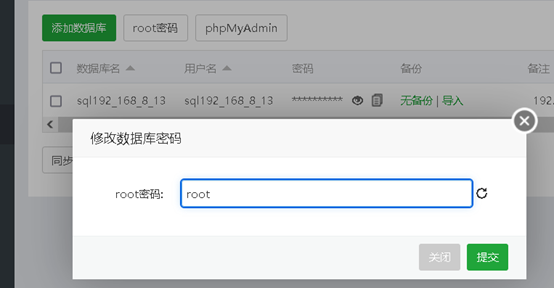 添加数据库 root密码 phpMyAdmin
数据库名 用户名 密码 备份 备注
sql192_168_8_13 sql192_168_8_13 ********** 无备份 | 导入 192.
同步
修改数据库密码
root密码: root
关闭 提交